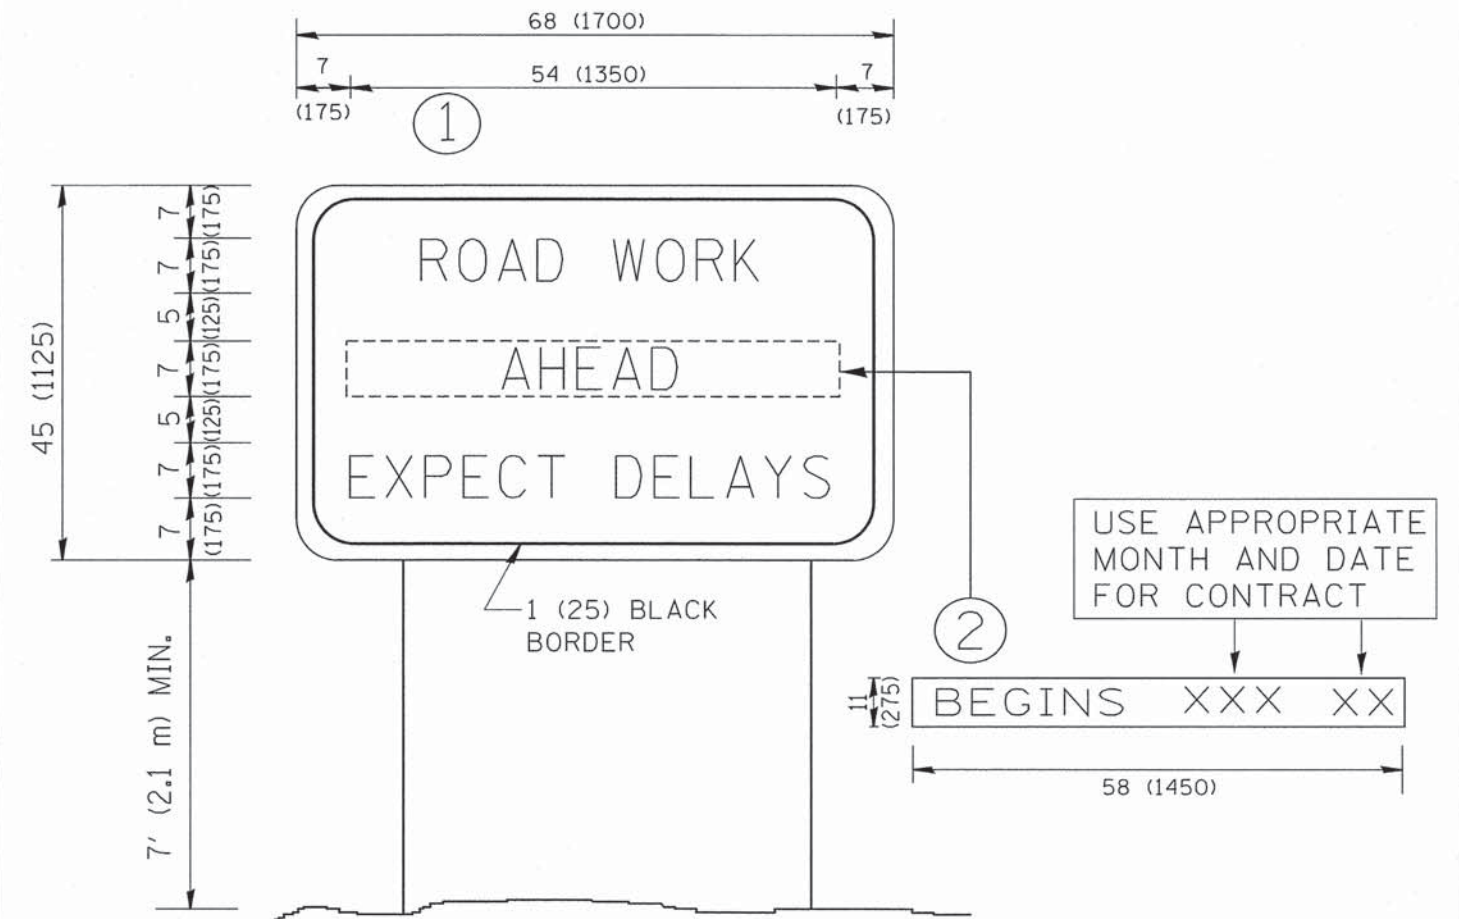 68 (1700)
7
54 (1350)
7
(175)
(175)
1
7
(175)
7
(175)
5
(125)
7
(175)
5
(125)
7
(175)
7
(175)
45 (1125)
ROAD WORK
AHEAD
EXPECT DELAYS
1 (25) BLACK
BORDER
7' (2.1 m) MIN.
2
USE APPROPRIATE
MONTH AND DATE
FOR CONTRACT
11
(275)
BEGINS XXX XX
58 (1450)